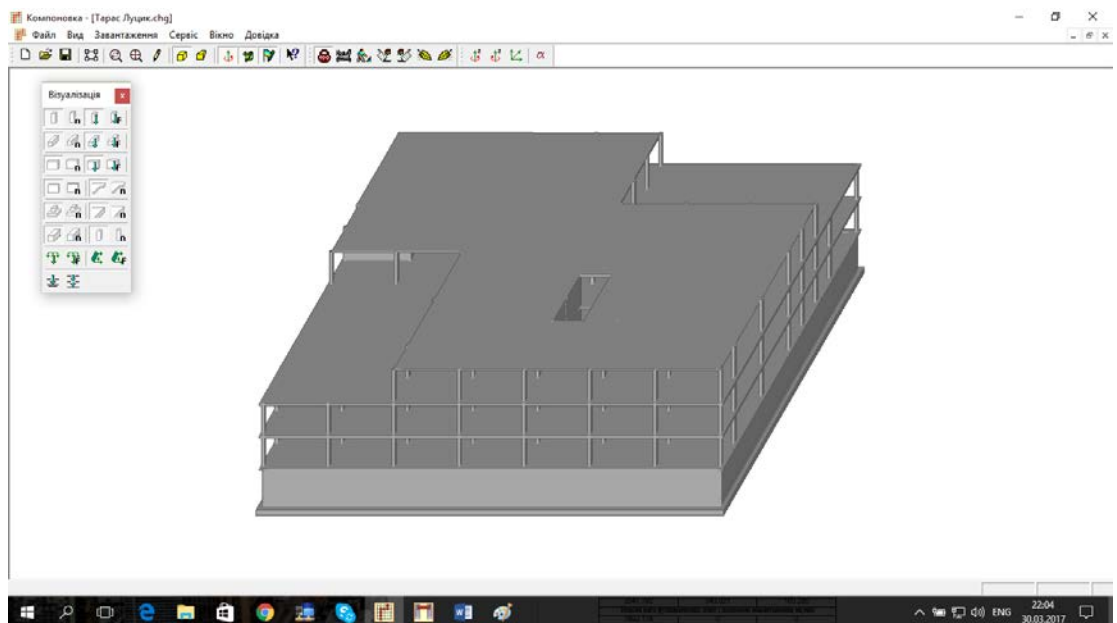 Компоновка - [Тарас Луцик.chg]
Файл Вид Завантаження Сервіс Вікно Довідка
Візуалізація
ENG
22:04
30.03.2017